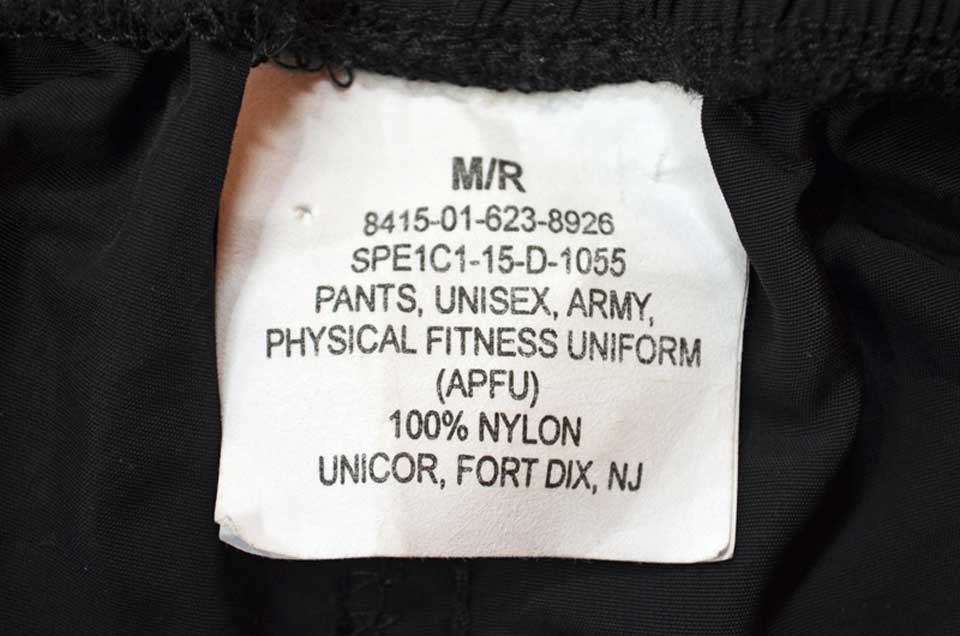 M/R
8415-01-623-8926
SPE1C1-15-D-1055
PANTS, UNISEX, ARMY,
PHYSICAL FITNESS UNIFORM
(APFU)
100% NYLON
UNICOR, FORT DIX, NJ